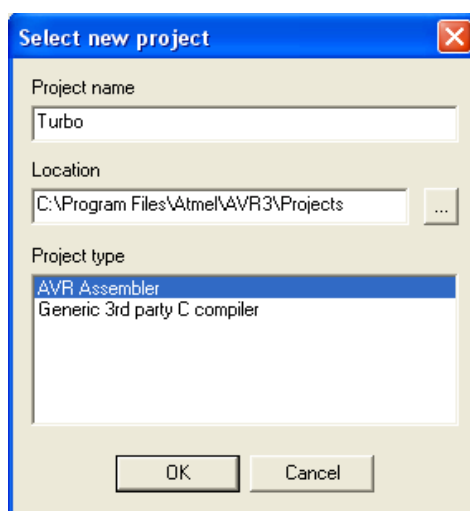 Select new project
Project name
Turbo
Location
C:\Program Files\Atmel\AVR3\Projects
...
Project type
AVR Assembler
Generic 3rd party C compiler
OK Cancel